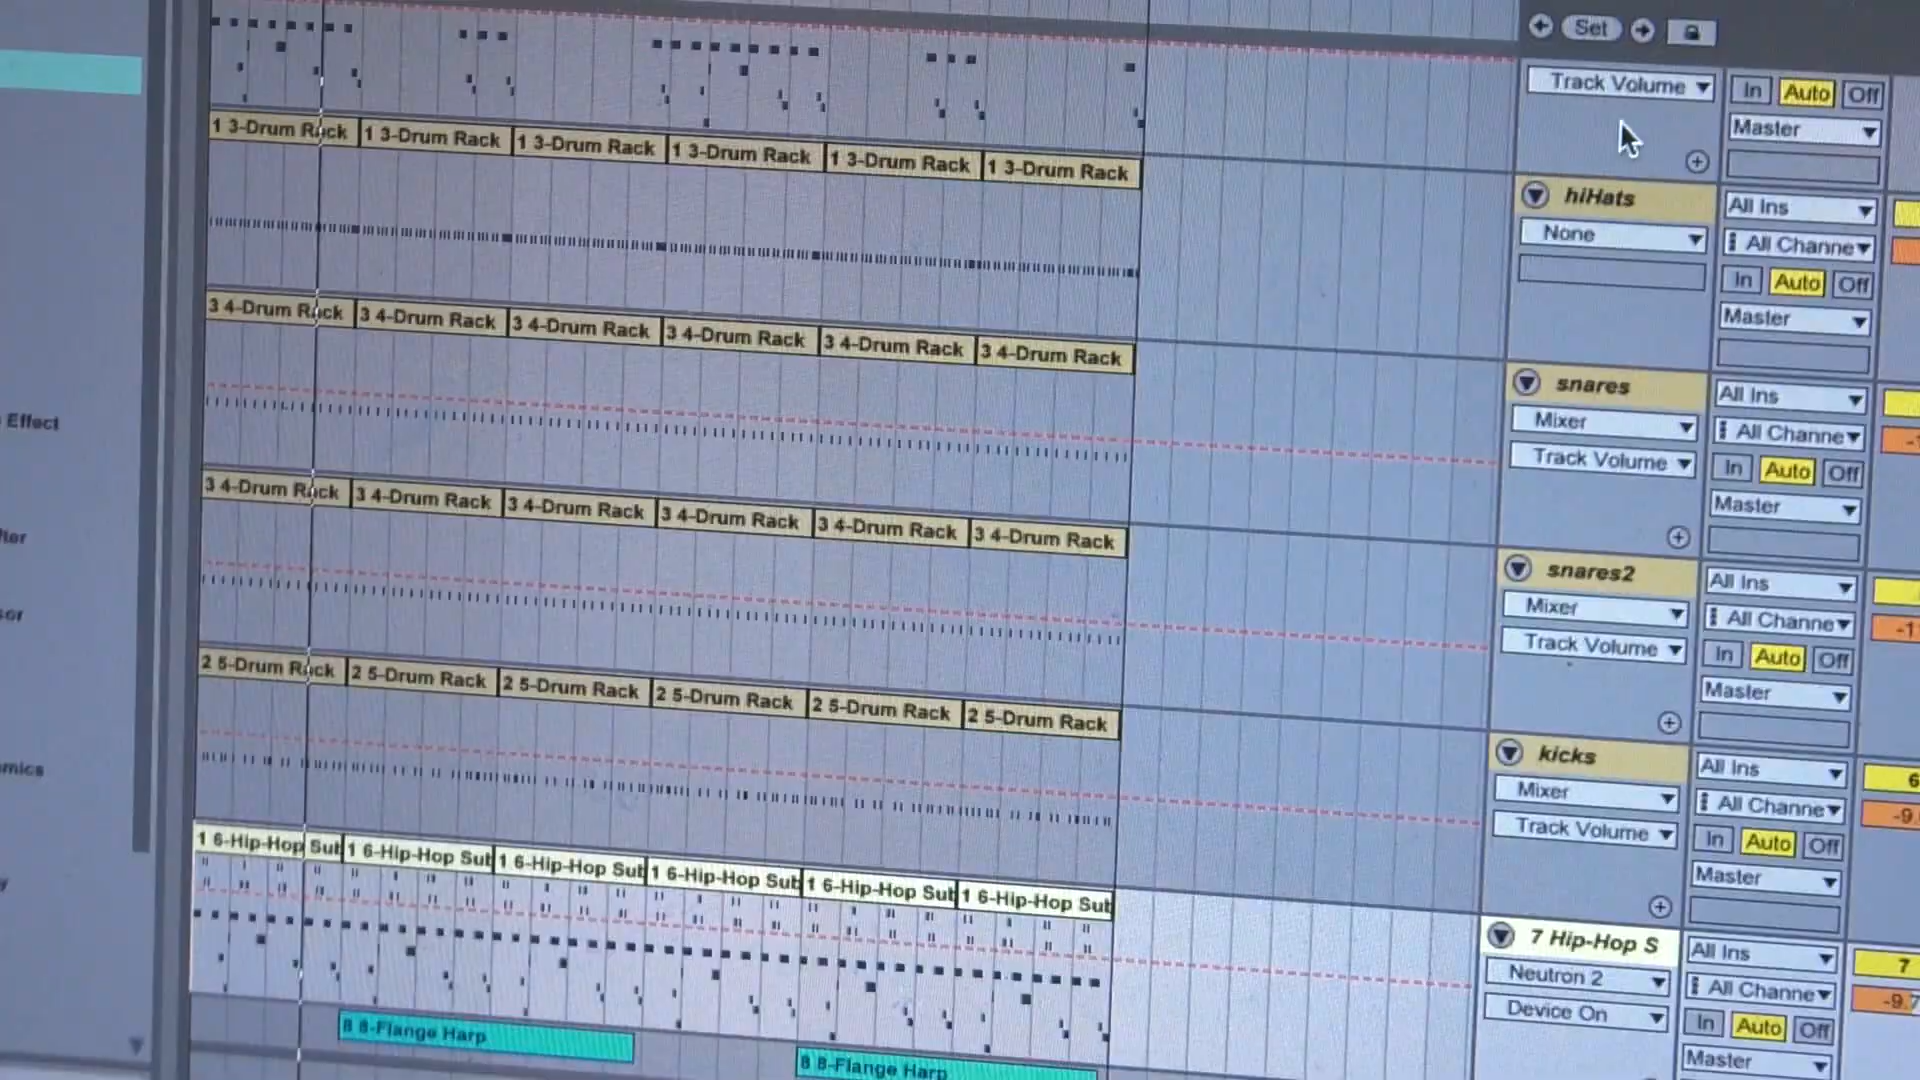 Set
Track Volume
In Auto Off
Master
1 3-Drum Rack 1 3-Drum Rack 1 3-Drum Rack 1 3-Drum Rack 1 3-Drum Rack 1 3-Drum Rack
hiHats
All Ins
None
All Channe
In Auto Off
Master
3 4-Drum Rack 3 4-Drum Rack 3 4-Drum Rack 3 4-Drum Rack 3 4-Drum Rack 3 4-Drum Rack
snares
All Ins
Mixer
All Channe
Track Volume
In Auto Off
Master
Effect
3 4-Drum Rack 3 4-Drum Rack 3 4-Drum Rack 3 4-Drum Rack 3 4-Drum Rack 3 4-Drum Rack
snares2
All Ins
Mixer
All Channe
-1
Track Volume
In Auto Off
Master
2 5-Drum Rack 2 5-Drum Rack 2 5-Drum Rack 2 5-Drum Rack 2 5-Drum Rack 2 5-Drum Rack
kicks
All Ins
6
Mixer
All Channe
-9.
Track Volume
In Auto Off
Master
1 6-Hip-Hop Sub 1 6-Hip-Hop Sub 1 6-Hip-Hop Sub 1 6-Hip-Hop Sub 1 6-Hip-Hop Sub 1 6-Hip-Hop Sub
7 Hip-Hop S
All Ins
7
Neutron 2
All Channe
-9.7
Device On
In Auto Off
Master
8 8-Flange Harp
8 8-Flange Harp